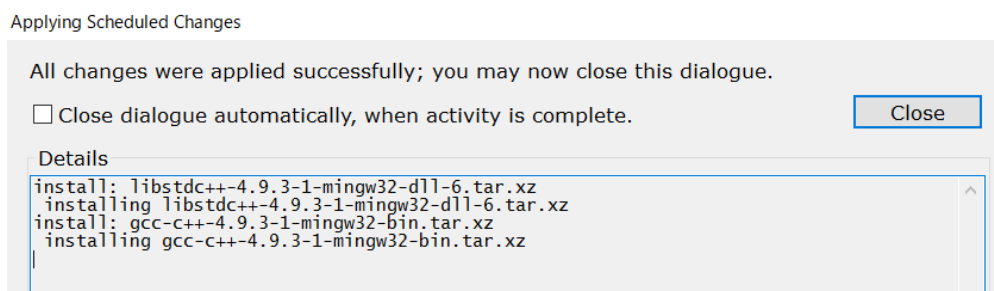 Applying Scheduled Changes
All changes were applied successfully; you may now close this dialogue.
Close dialogue automatically, when activity is complete.
Close
Details
install: libstdc++-4.9.3-1-mingw32-dll-6.tar.xz
 installing libstdc++-4.9.3-1-mingw32-dll-6.tar.xz
install: gcc-c++-4.9.3-1-mingw32-bin.tar.xz
 installing gcc-c++-4.9.3-1-mingw32-bin.tar.xz